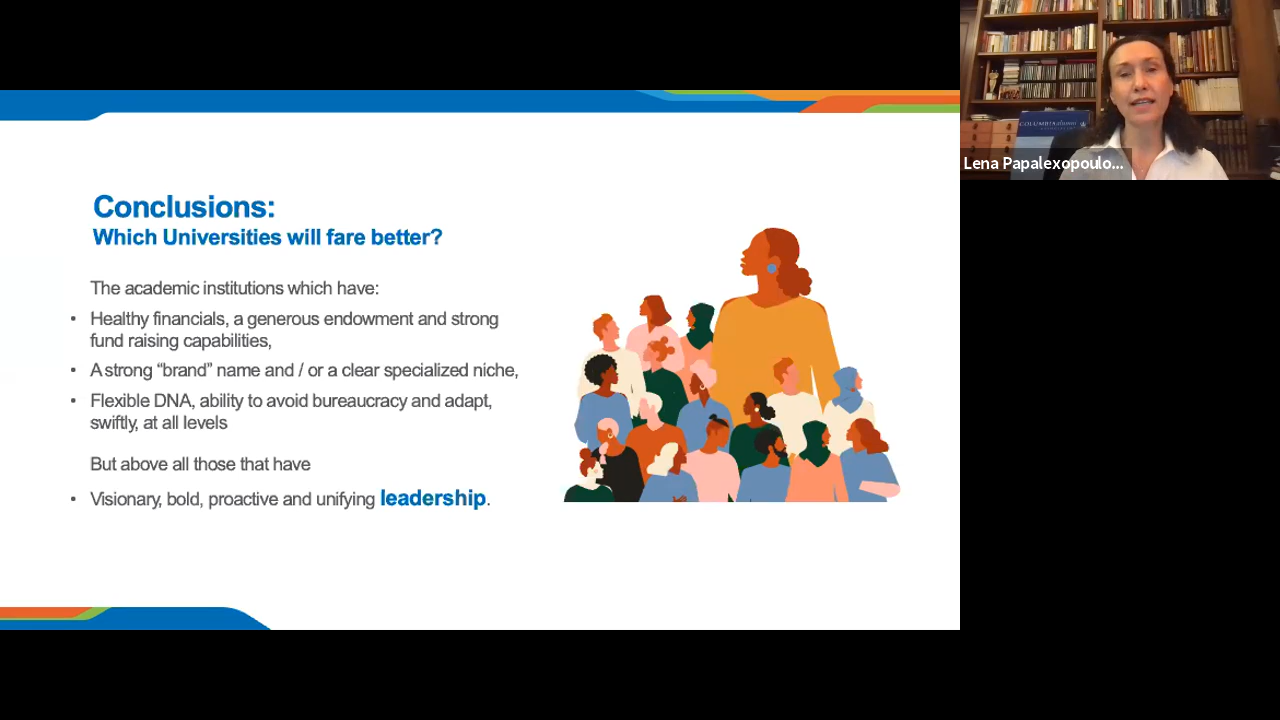 Conclusions:
Which Universities will fare better?
The academic institutions which have:
• Healthy financials, a generous endowment and strong
fund raising capabilities,
• A strong “brand” name and / or a clear specialized niche,
• Flexible DNA, ability to avoid bureaucracy and adapt,
swiftly, at all levels
But above all those that have
• Visionary, bold, proactive and unifying leadership.
COLUMBIA alumni
Lena Papalexopoulo...